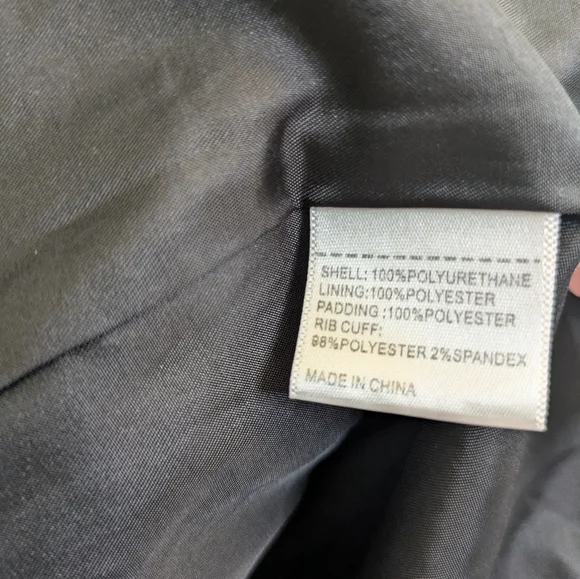 SHELL: 100%POLYURETHANE
LINING:100%POLYESTER
PADDING :100%POLYESTER
RIB CUFF:
98%POLYESTER 2%SPANDEX
MADE IN CHINA